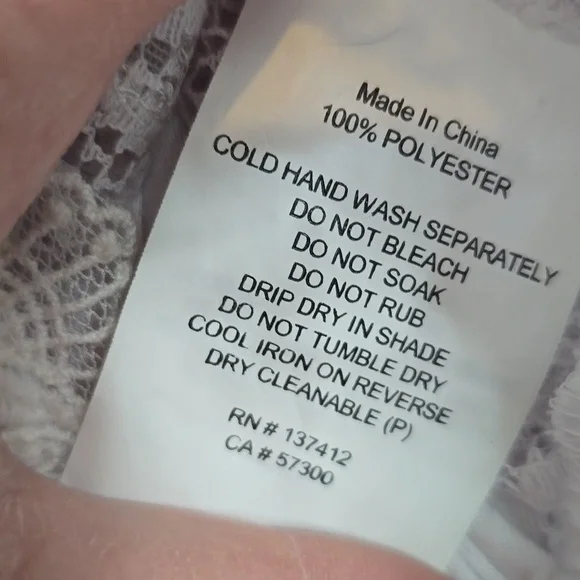 Made In China
100% POLYESTER
COLD HAND WASH SEPARATELY
DO NOT BLEACH
DO NOT SOAK
DO NOT RUB
DRIP DRY IN SHADE
DO NOT TUMBLE DRY
COOL IRON ON REVERSE
DRY CLEANABLE (P)
RN # 137412
CA # 57300